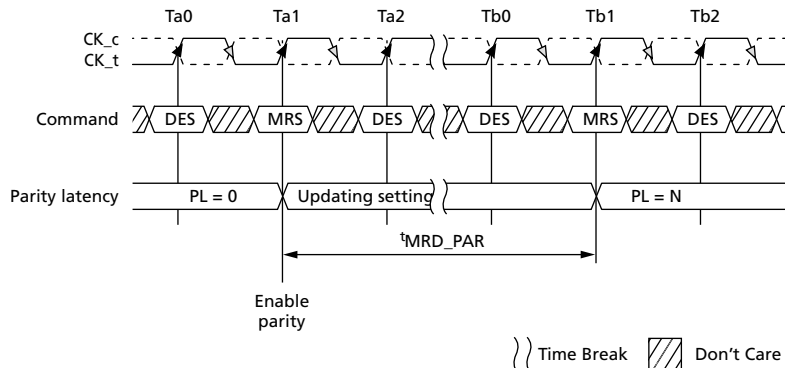 Ta0 Ta1 Ta2 Tb0 Tb1 Tb2
CK_c
CK_t
Command DES MRS DES DES MRS DES
Parity latency PL = 0 Updating setting PL = N
tMRD_PAR
Enable
parity
Time Break Don't Care